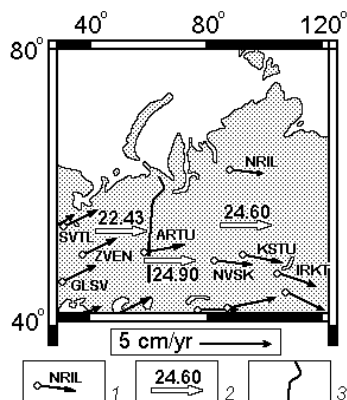 40° 80° 120°
80°
NRIL
22.43 24.60
SVTL ARTU
ZVEN KSTU
24.90 NVSK IRKT
GLSV
40°
5 cm/yr
NRIL 1 24.60 2 3